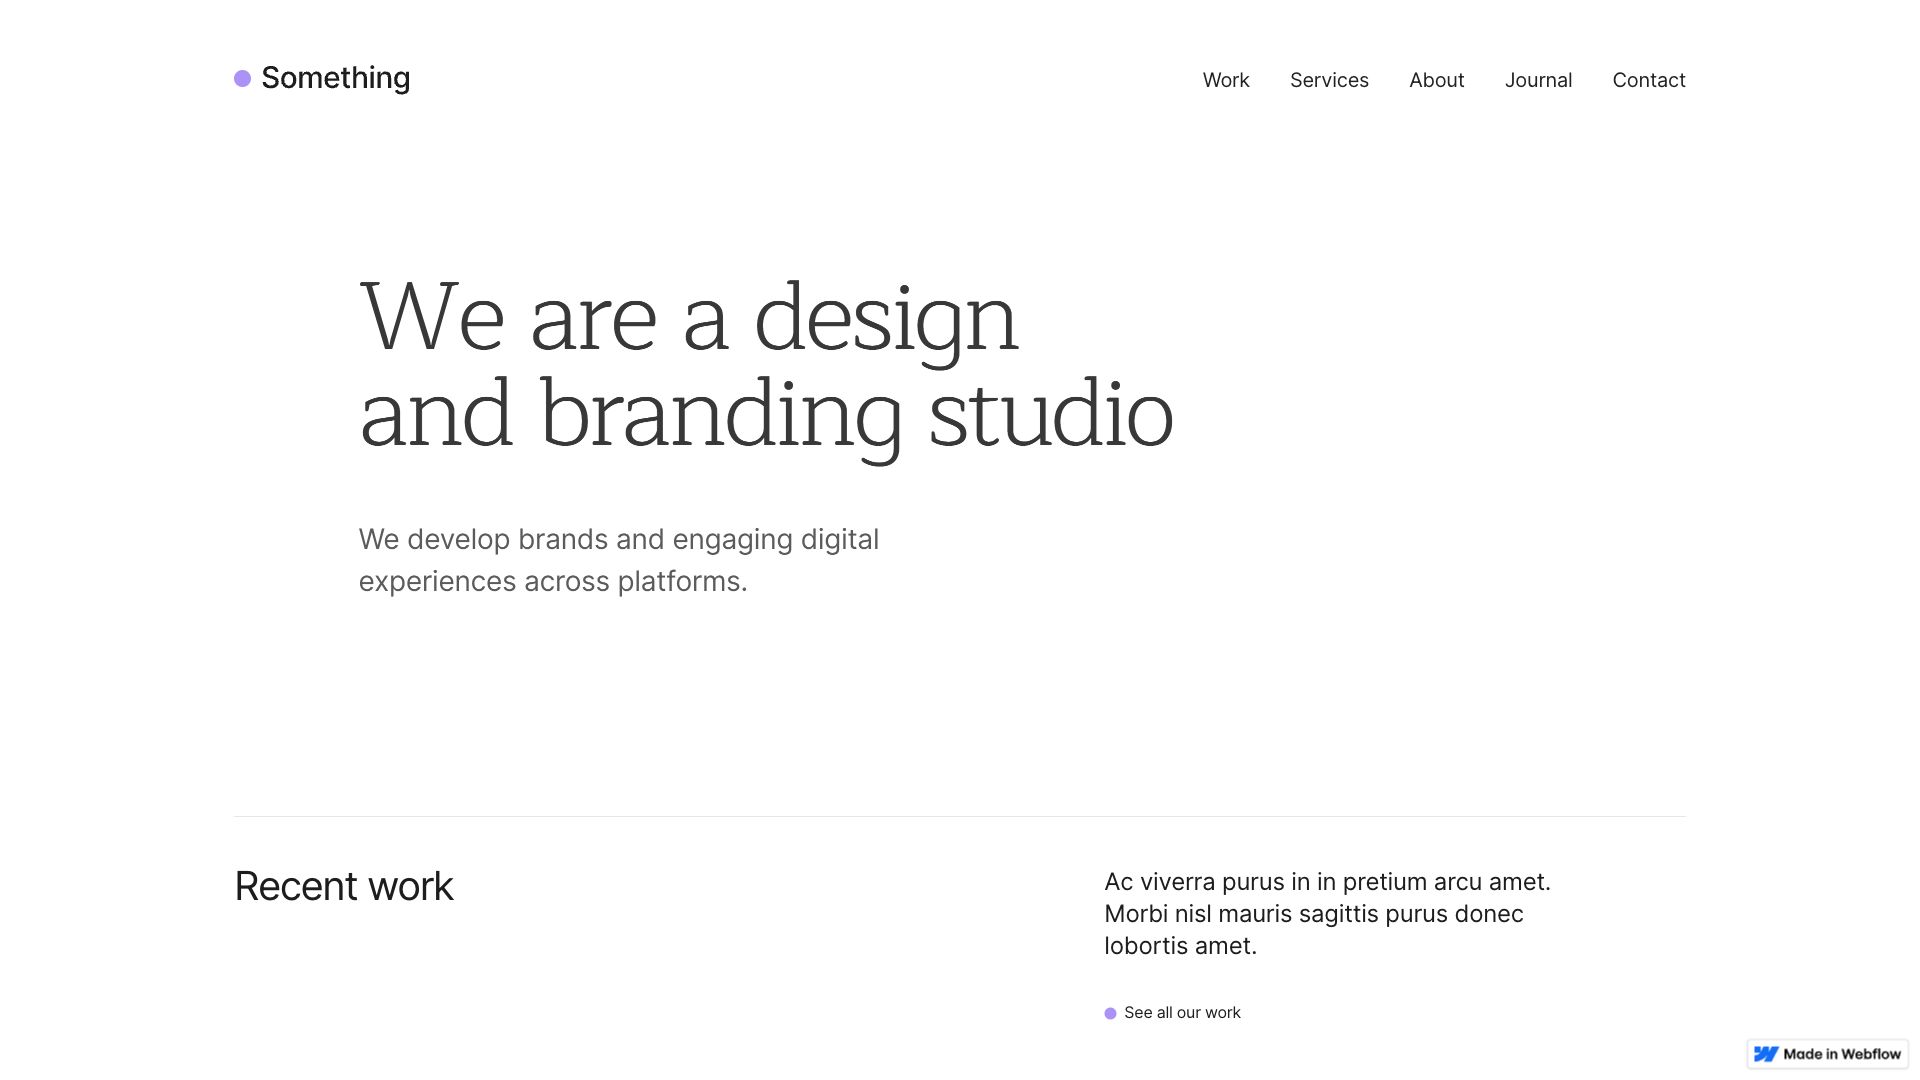 Something
Work
Services
About
Journal
Contact
We are a design
and branding studio
We develop brands and engaging digital
experiences across platforms.
Recent work
Ac viverra purus in in pretium arcu amet.
Morbi nisl mauris sagittis purus donec
lobortis amet.
See all our work
Made in Webflow